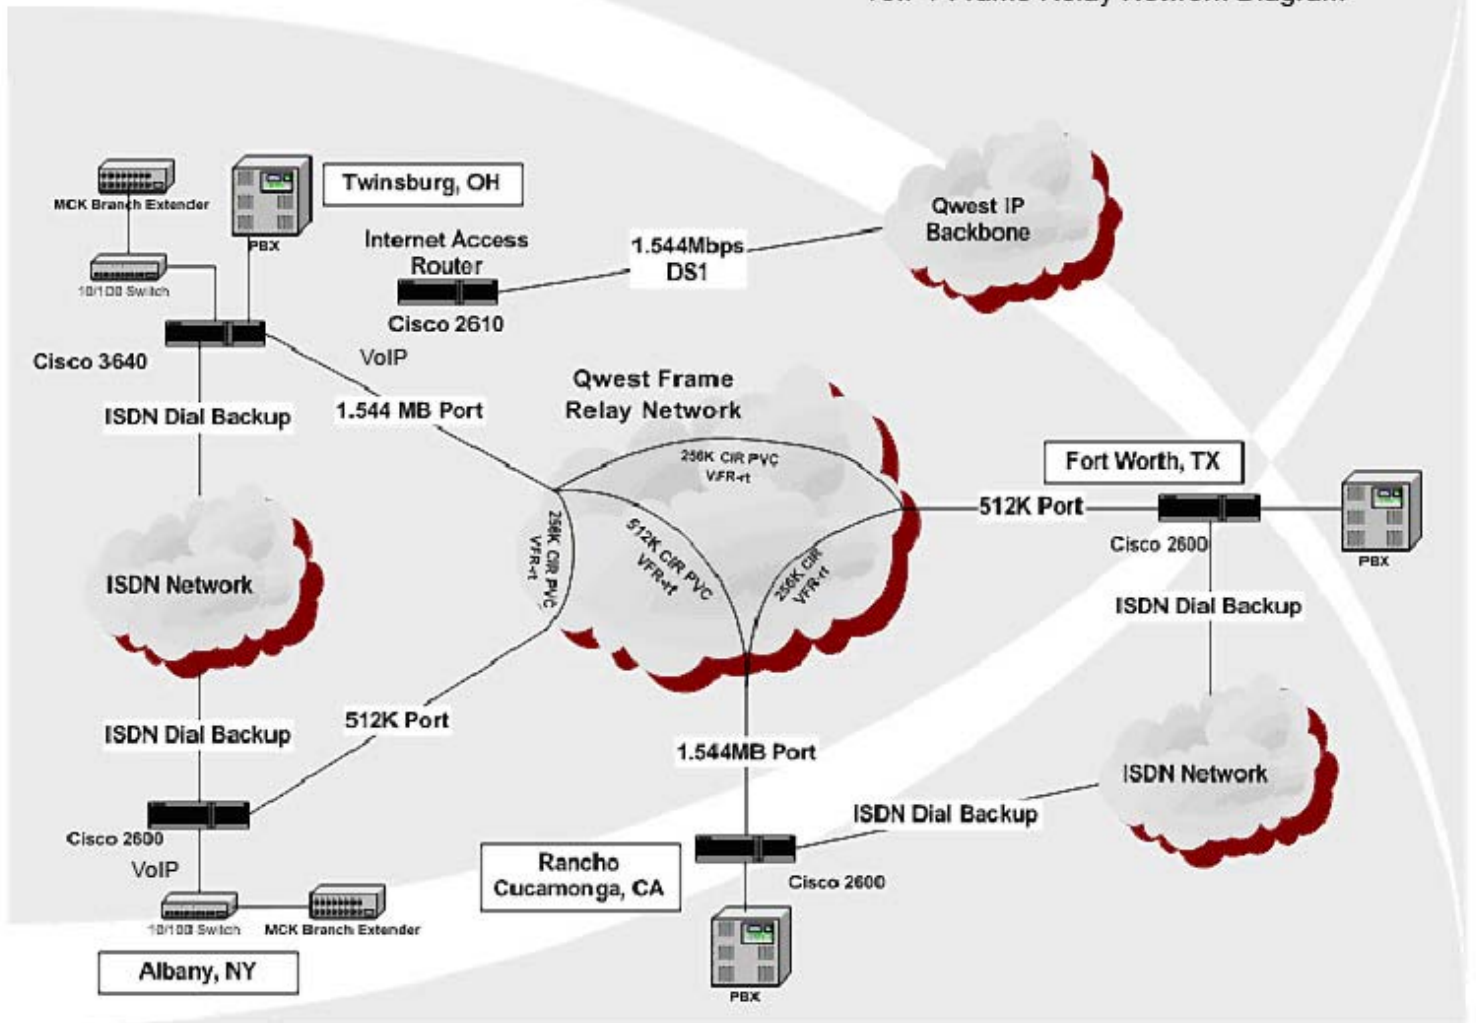 Frame Relay Network Diagram
MCK Branch Extender
PBX
Twinsburg, OH
10/100 Switch
Internet Access
Router
Cisco 2610
1.544Mbps
DS1
Qwest IP
Backbone
Cisco 3640
VoIP
ISDN Dial Backup
1.544 MB Port
Qwest Frame
Relay Network
256K CIR PVC
VFR-rt
256K CIR PVC
VFR-rt
512K CIR PVC
VFR-rt
256K CIR
VFR-rt
512K Port
Fort Worth, TX
Cisco 2600
PBX
ISDN Network
ISDN Dial Backup
ISDN Dial Backup
512K Port
1.544MB Port
ISDN Network
ISDN Dial Backup
Cisco 2600
VoIP
10/100 Switch
MCK Branch Extender
Albany, NY
Rancho
Cucamonga, CA
Cisco 2600
PBX